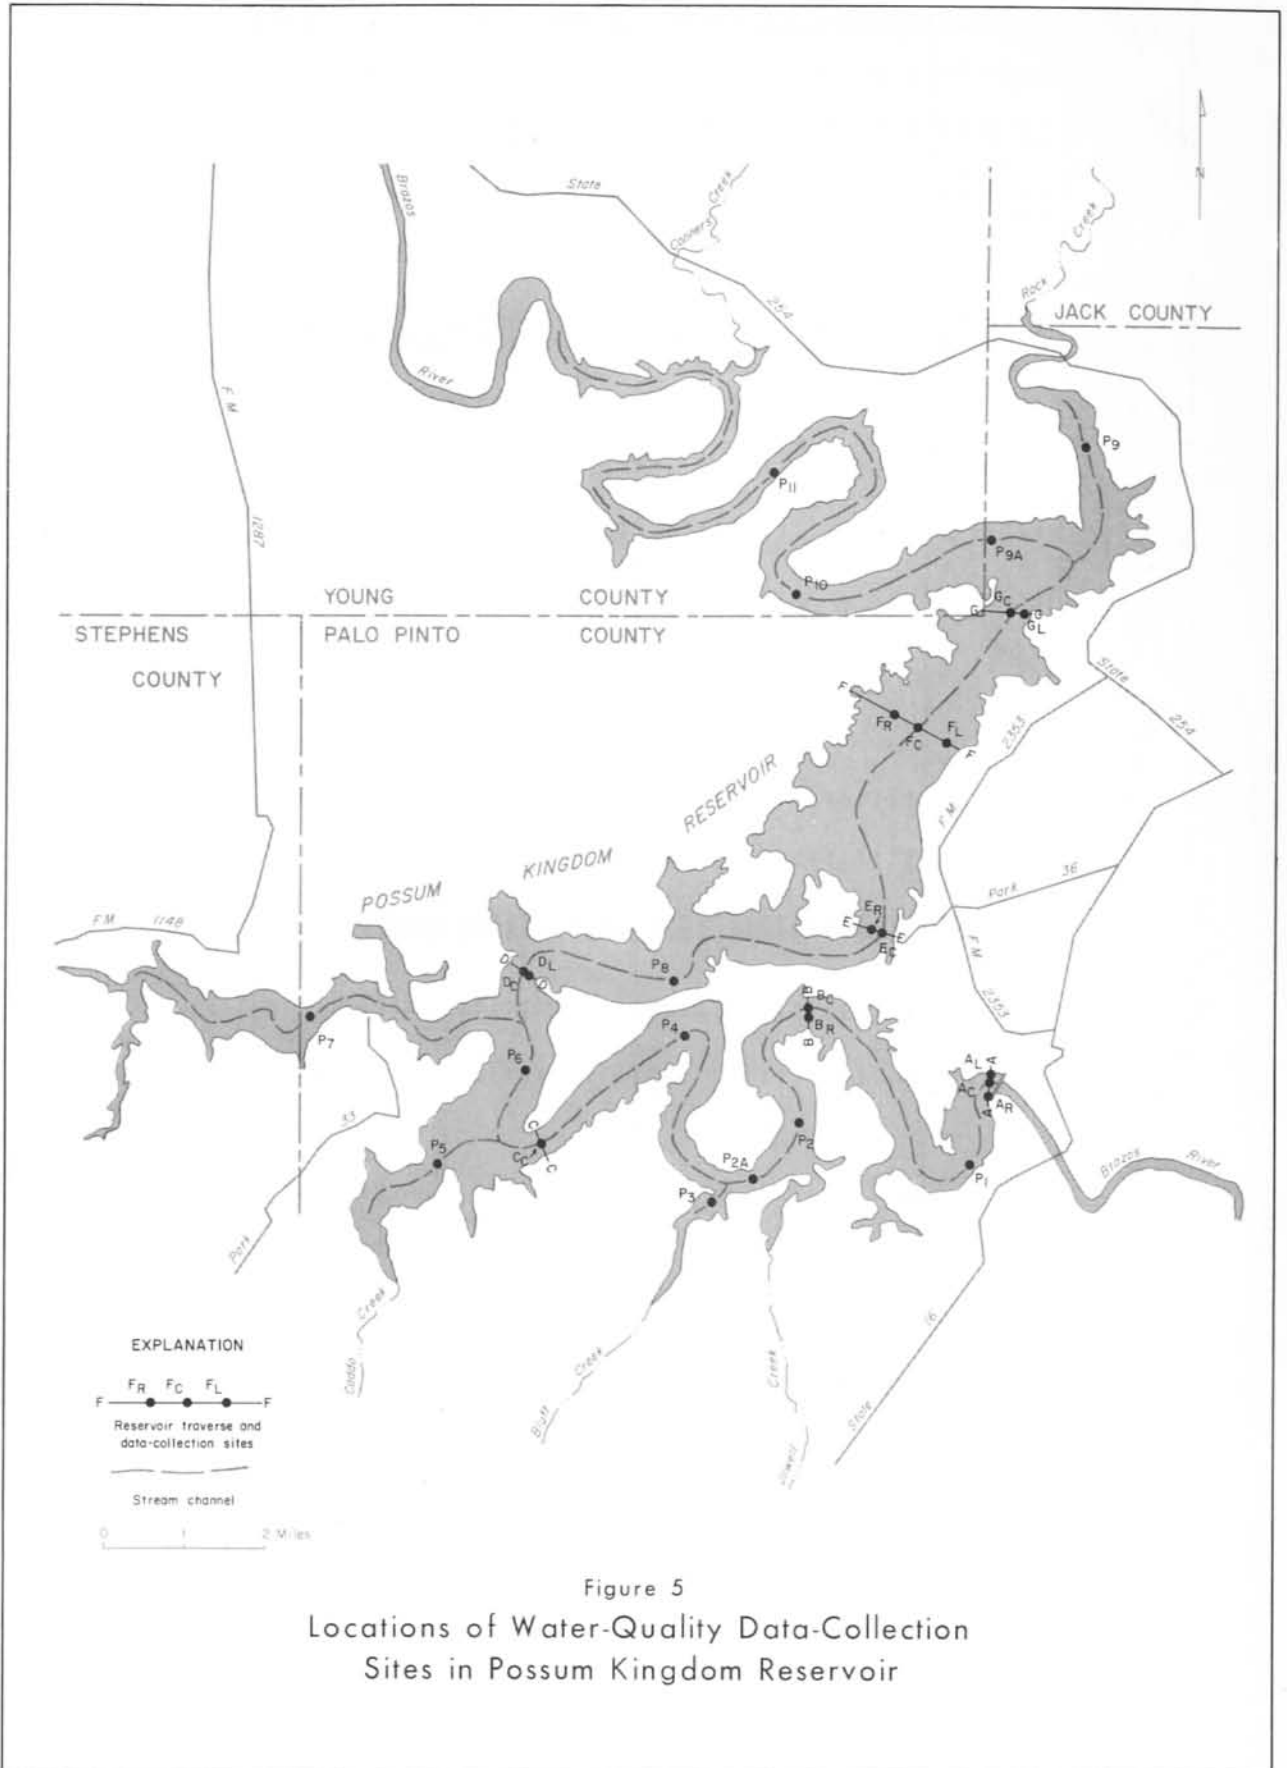 N
State
Conners Creek
Brazos
254
Rock Creek
JACK COUNTY
River
F M
P9
P11
1287
P9A
P10
YOUNG COUNTY
GC
G
G
GL
STEPHENS
PALO PINTO COUNTY
COUNTY
State
F
FR
FC
FL
F
2353
254
RESERVOIR
F M
KINGDOM
36
Park
POSSUM
FM 1148
ER
E
E
EC
F M
D
DL
DC
D
P8
2353
B
BC
BR
B
P7
P4
AL
A
P6
AC
AR
A
33
C
P2
P5
CC
C
P2A
P1
Brazos River
P3
Park
Caddo Creek
16
Bluff Creek
Jowell Creek
State
EXPLANATION
FR FC FL
F F
Reservoir traverse and
data-collection sites
Stream channel
0 1 2 Miles
Figure 5
Locations of Water-Quality Data-Collection
Sites in Possum Kingdom Reservoir